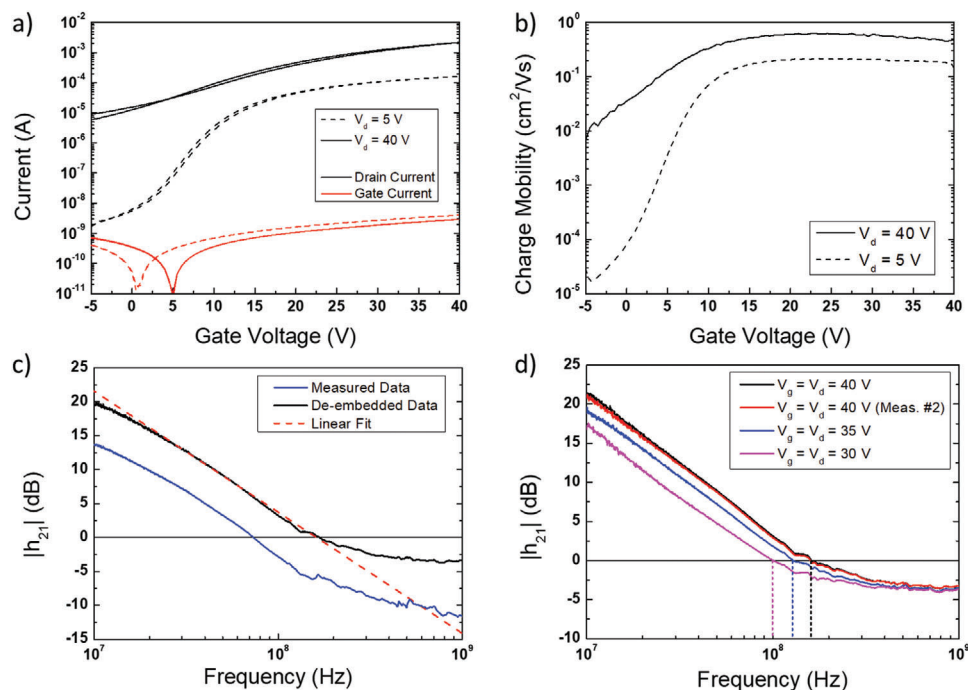 a)
10^-2
10^-3
10^-4
10^-5
10^-6
10^-7
10^-8
10^-9
10^-10
10^-11
Current (A)
V_d = 5 V
V_d = 40 V
Drain Current
Gate Current
-5 0 5 10 15 20 25 30 35 40
Gate Voltage (V)
b)
10^0
10^-1
10^-2
10^-3
10^-4
10^-5
Charge Mobility (cm^2/Vs)
V_d = 40 V
V_d = 5 V
-5 0 5 10 15 20 25 30 35 40
Gate Voltage (V)
c)
25
20
15
10
5
0
-5
-10
-15
|h_21| (dB)
Measured Data
De-embedded Data
Linear Fit
10^7 10^8 10^9
Frequency (Hz)
d)
25
20
15
10
5
0
-5
-10
|h_21| (dB)
V_g = V_d = 40 V
V_g = V_d = 40 V (Meas. #2)
V_g = V_d = 35 V
V_g = V_d = 30 V
10^7 10^8 10^9
Frequency (Hz)